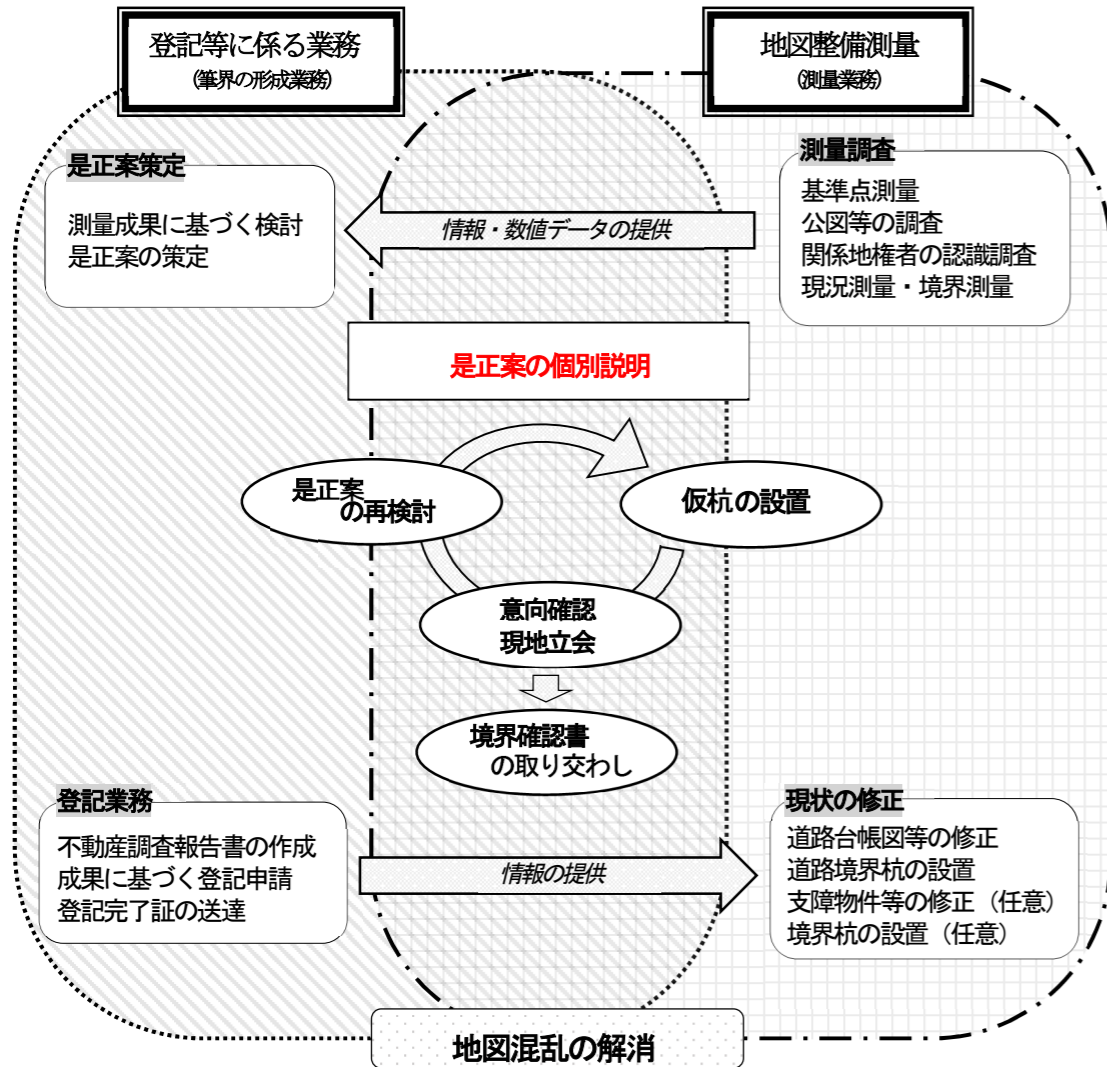 登記等に係る業務
(筆界の形成業務)
地図整備測量
(測量業務)
是正案策定
測量成果に基づく検討
是正案の策定
情報・数値データの提供
測量調査
基準点測量
公図等の調査
関係地権者の認識調査
現況測量・境界測量
是正案の個別説明
是正案
の再検討
仮杭の設置
意向確認
現地立会
境界確認書
の取り交わし
登記業務
不動産調査報告書の作成
成果に基づく登記申請
登記完了証の送達
情報の提供
現状の修正
道路台帳図等の修正
道路境界杭の設置
支障物件等の修正（任意）
境界杭の設置（任意）
地図混乱の解消